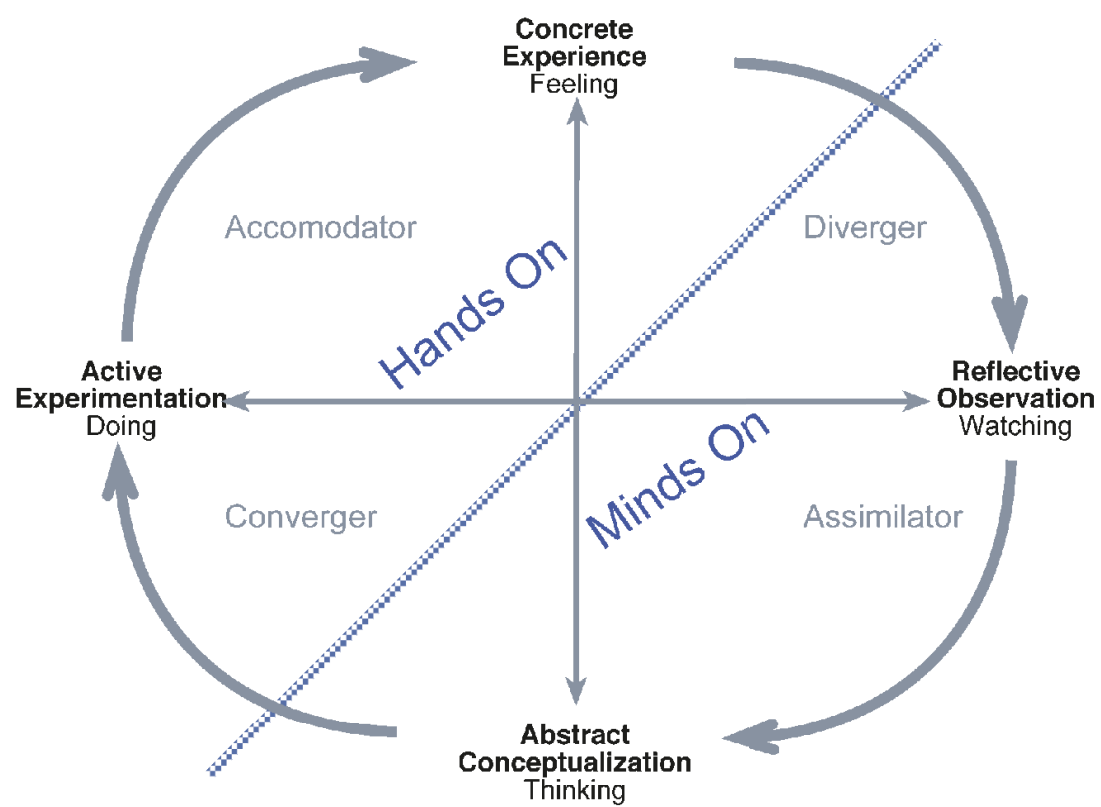 Concrete
Experience
Feeling
Accomodator
Diverger
Hands On
Active
Experimentation
Doing
Reflective
Observation
Watching
Minds On
Converger
Assimilator
Abstract
Conceptualization
Thinking